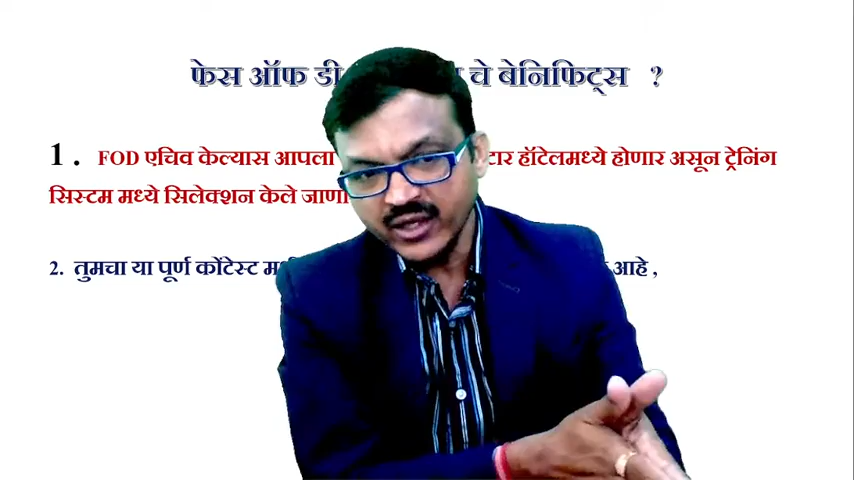 फेस ऑफ डी चे बेनिफिट्स ?
1 . FOD एचिव केल्यास आपला हॉटेलमध्ये होणार असून ट्रेनिंग
सिस्टम मध्ये सिलेक्शन केले
2. तुमचा या पूर्ण कोंटेस्ट आहे ,